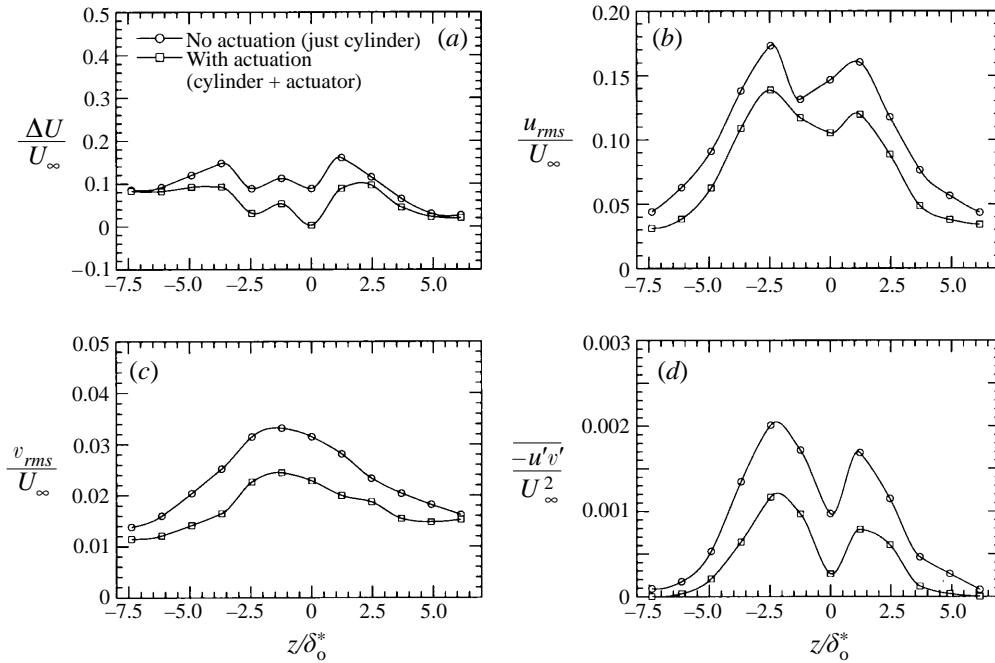 0.5
0.4
0.3
0.2
0.1
0
−0.1
ΔU
U∞
No actuation (just cylinder)
With actuation
(cylinder + actuator)
(a)
−7.5 −5.0 −2.5 0 2.5 5.0
0.20
0.15
0.10
0.05
0
u_rms
U∞
(b)
−7.5 −5.0 −2.5 0 2.5 5.0
0.05
0.04
0.03
0.02
0.01
0
v_rms
U∞
(c)
−7.5 −5.0 −2.5 0 2.5 5.0
z/δ*o
0.003
0.002
0.001
0
−u′v′
U²∞
(d)
−7.5 −5.0 −2.5 0 2.5 5.0
z/δ*o